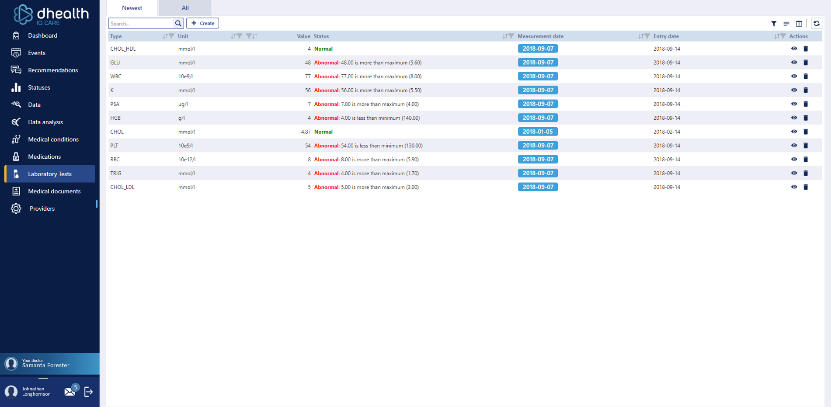 dhealth
IO CARE
Dashboard
Events
Recommendations
Statuses
Data
Data analysis
Medical conditions
Medications
Laboratory Tests
Medical documents
Providers
Your doctor
Samanta Forester
Johnathan
Longhornson
5
Newest All
Search... + Create
Type Unit Value Status Measurement date Entry date Actions
CHOL_HDL mmol/l 4 Normal 2018-09-07 2018-09-14
GLU mmol/l 48 Abnormal: 48.00 is more than maximum (5.60) 2018-09-07 2018-09-14
WBC 10e9/l 77 Abnormal: 77.00 is more than maximum (8.00) 2018-09-07 2018-09-14
K mmol/l 56 Abnormal: 56.00 is more than maximum (5.50) 2018-09-07 2018-09-14
PSA ug/l 7 Abnormal: 7.00 is more than maximum (4.00) 2018-09-07 2018-09-14
HGB g/l 4 Abnormal: 4.00 is less than minimum (140.00) 2018-09-07 2018-09-14
CHOL mmol/l 4.87 Normal 2018-01-05 2018-02-14
PLT 10e9/l 54 Abnormal: 54.00 is less than minimum (130.00) 2018-09-07 2018-09-14
RBC 10e12/l 8 Abnormal: 8.00 is more than maximum (5.90) 2018-09-07 2018-09-14
TRIG mmol/l 4 Abnormal: 4.00 is more than maximum (1.70) 2018-09-07 2018-09-14
CHOL_LDL mmol/l 5 Abnormal: 5.00 is more than maximum (3.00) 2018-09-07 2018-09-14